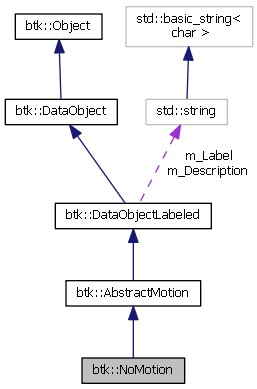 btk::Object
std::basic_string<
char >
btk::DataObject
std::string
m_Label
m_Description
btk::DataObjectLabeled
btk::AbstractMotion
btk::NoMotion